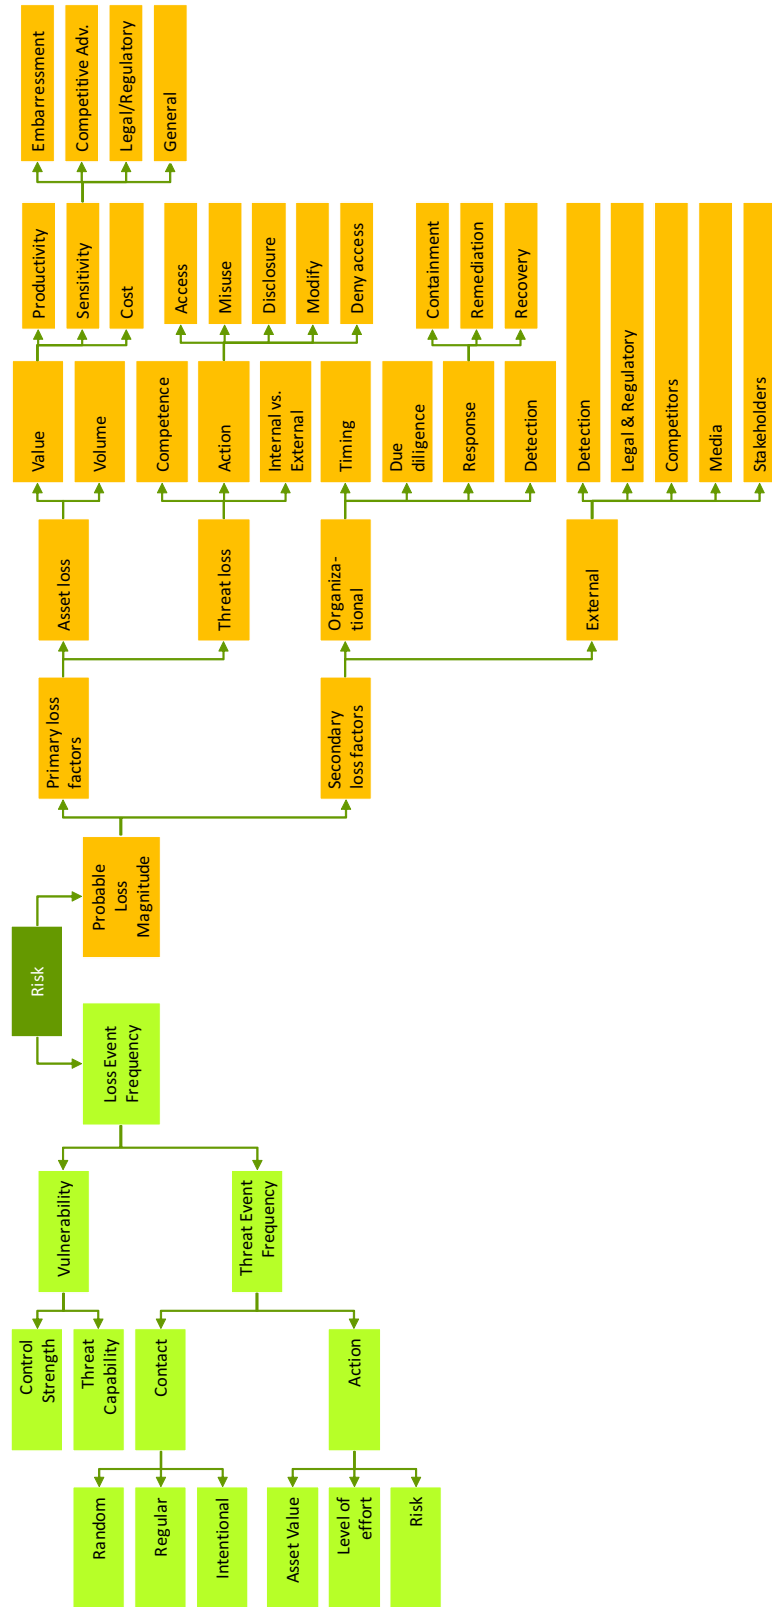 Risk
Loss Event
Frequency
Vulnerability
Control
Strength
Threat
Capability
Threat Event
Frequency
Contact
Random
Regular
Intentional
Action
Asset Value
Level of
effort
Risk
Probable
Loss
Magnitude
Primary loss
factors
Asset loss
Value
Productivity
Sensitivity
Embarressment
Competitive Adv.
Legal/Regulatory
General
Cost
Volume
Threat loss
Competence
Action
Access
Misuse
Disclosure
Modify
Deny access
Internal vs.
External
Secondary
loss factors
Organiza-
tional
Timing
Due
diligence
Response
Containment
Remediation
Recovery
Detection
External
Detection
Legal & Regulatory
Competitors
Media
Stakeholders